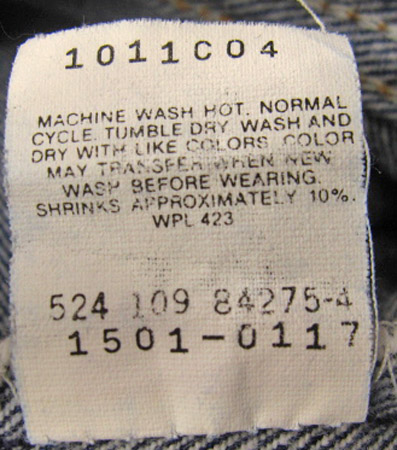 1011C04
MACHINE WASH HOT. NORMAL
CYCLE. TUMBLE DRY. WASH AND
DRY WITH LIKE COLORS. COLOR
MAY TRANSFER WHEN NEW
WASH BEFORE WEARING.
SHRINKS APPROXIMATELY 10%.
WPL 423
524 109 84275-4
1501-0117